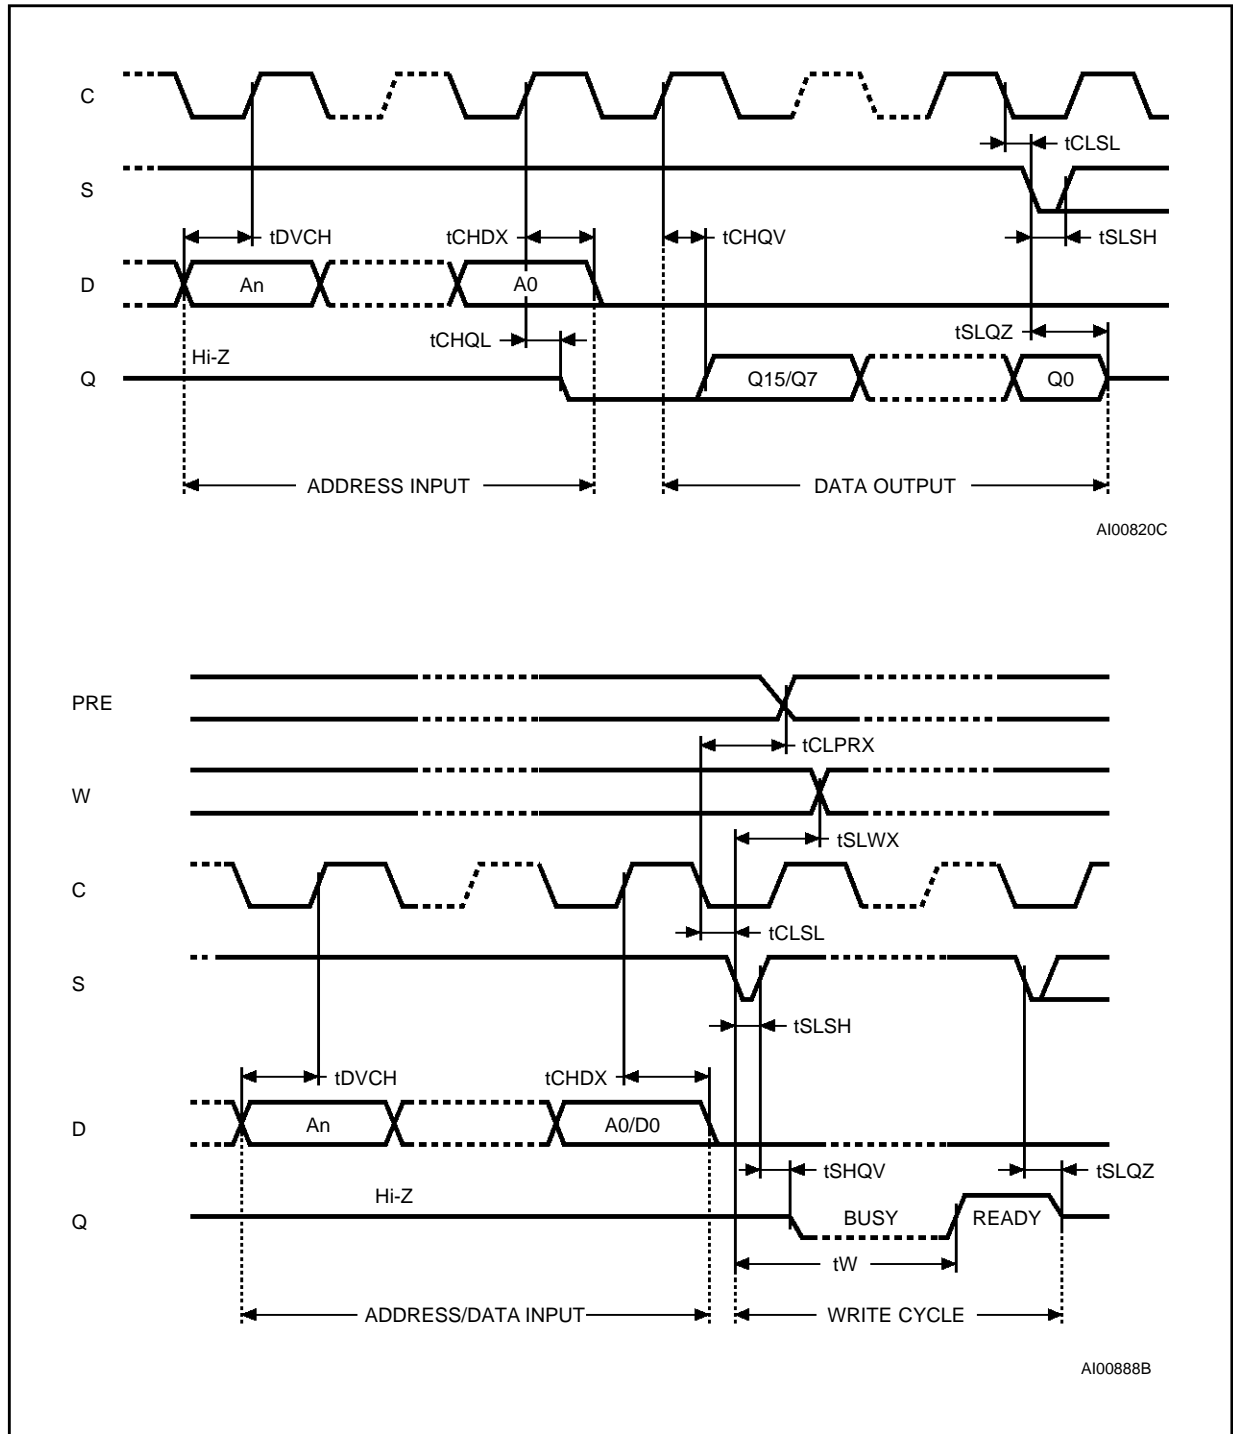 C
tCLSL
S
tDVCH
tCHDX
tCHQV
tSLSH
D
An
A0
tCHQL
tSLQZ
Hi-Z
Q
Q15/Q7
Q0
ADDRESS INPUT
DATA OUTPUT
AI00820C
PRE
tCLPRX
W
tSLWX
C
tCLSL
S
tSLSH
tDVCH
tCHDX
D
An
A0/D0
tSHQV
tSLQZ
Hi-Z
Q
BUSY
READY
tW
ADDRESS/DATA INPUT
WRITE CYCLE
AI00888B